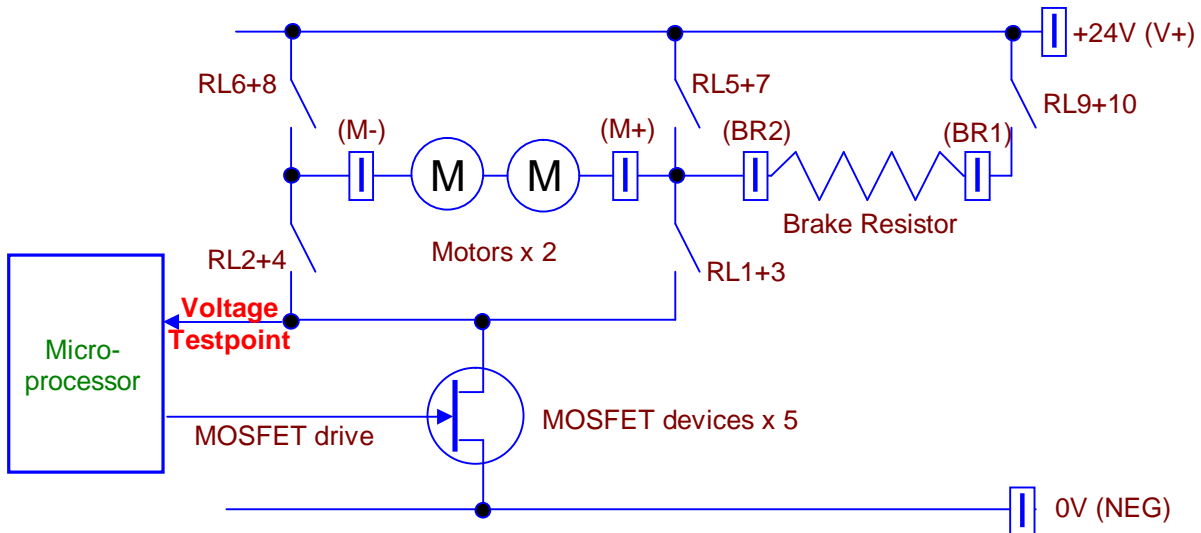 +24V (V+)
RL6+8
RL5+7
RL9+10
(M-)
(M+)
(BR2)
(BR1)
M
M
Brake Resistor
Motors x 2
RL2+4
RL1+3
Voltage
Testpoint
Micro-
processor
MOSFET devices x 5
MOSFET drive
0V (NEG)